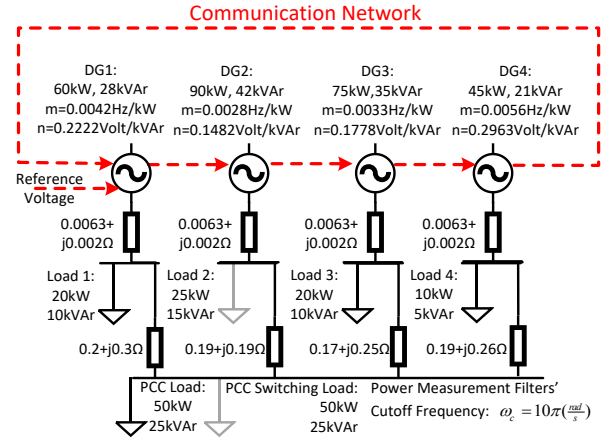 Communication Network
DG1:
60kW, 28kVAr
m=0.0042Hz/kW
n=0.2222Volt/kVAr
DG2:
90kW, 42kVAr
m=0.0028Hz/kW
n=0.1482Volt/kVAr
DG3:
75kW,35kVAr
m=0.0033Hz/kW
n=0.1778Volt/kVAr
DG4:
45kW, 21kVAr
m=0.0056Hz/kW
n=0.2963Volt/kVAr
Reference
Voltage
0.0063+
j0.002Ω
0.0063+
j0.002Ω
0.0063+
j0.002Ω
0.0063+
j0.002Ω
Load 1:
20kW
10kVAr
Load 2:
25kW
15kVAr
Load 3:
20kW
10kVAr
Load 4:
10kW
5kVAr
0.2+j0.3Ω
0.19+j0.19Ω
0.17+j0.25Ω
0.19+j0.26Ω
PCC Load:
50kW
25kVAr
PCC Switching Load:
50kW
25kVAr
Power Measurement Filters'
Cutoff Frequency: ω_c = 10π(rad/s)